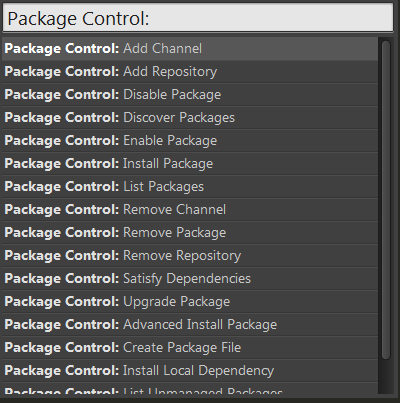 Package Control:
Package Control: Add Channel
Package Control: Add Repository
Package Control: Disable Package
Package Control: Discover Packages
Package Control: Enable Package
Package Control: Install Package
Package Control: List Packages
Package Control: Remove Channel
Package Control: Remove Package
Package Control: Remove Repository
Package Control: Satisfy Dependencies
Package Control: Upgrade Package
Package Control: Advanced Install Package
Package Control: Create Package File
Package Control: Install Local Dependency
Package Control: List Unmanaged Packages